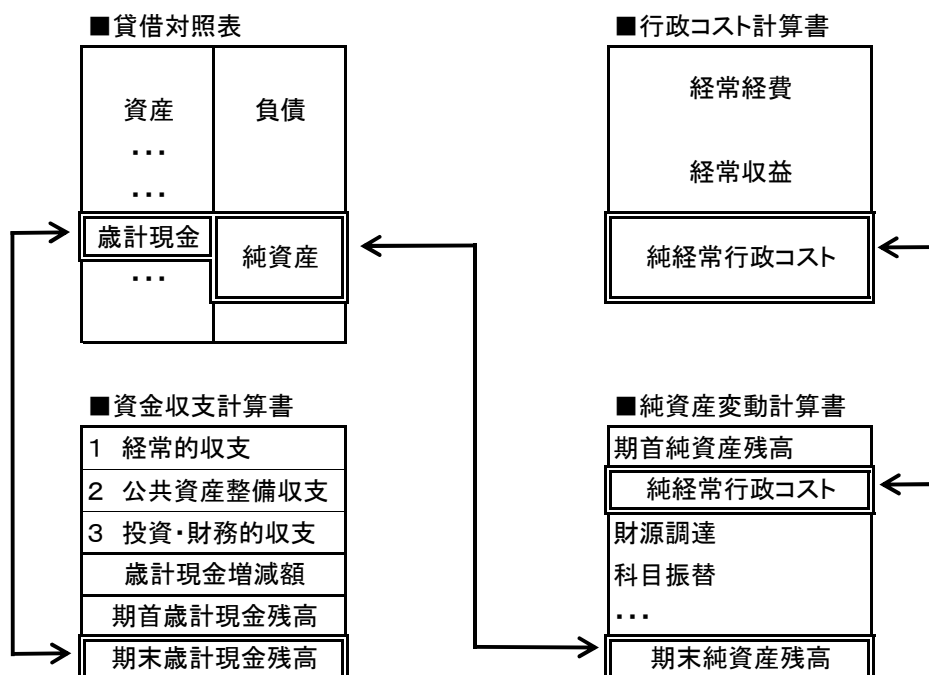 ■貸借対照表
資産
・・・
・・・
歳計現金
・・・
負債
純資産
■行政コスト計算書
経常経費
経常収益
純経常行政コスト
■資金収支計算書
1 経常的収支
2 公共資産整備収支
3 投資・財務的収支
歳計現金増減額
期首歳計現金残高
期末歳計現金残高
■純資産変動計算書
期首純資産残高
純経常行政コスト
財源調達
科目振替
・・・
期末純資産残高